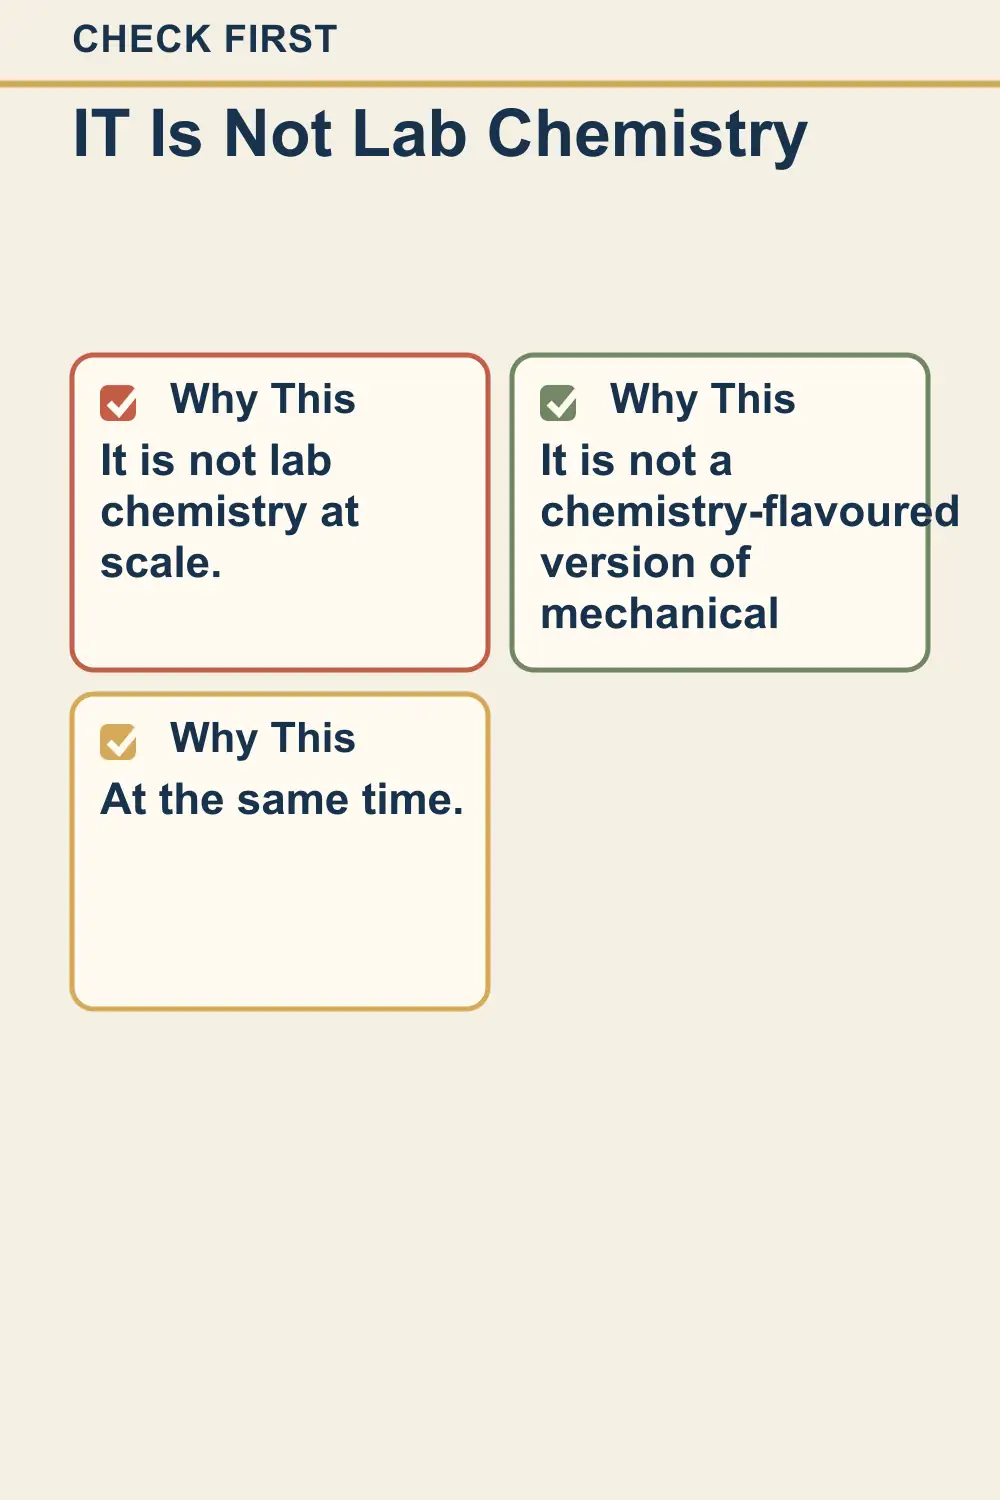 CHECK FIRST
IT Is Not Lab Chemistry
Why This
It is not lab
chemistry at
scale.
Why This
It is not a
chemistry-flavoured
version of
mechanical
Why This
At the same time.